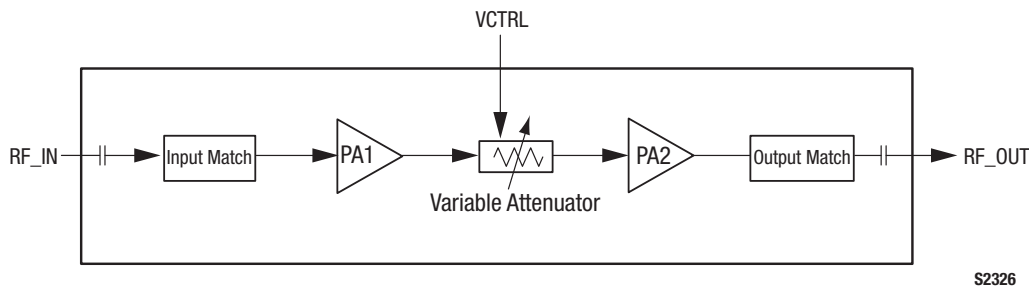 VCTRL
RF_IN
Input Match
PA1
PA2
Output Match
RF_OUT
Variable Attenuator
S2326